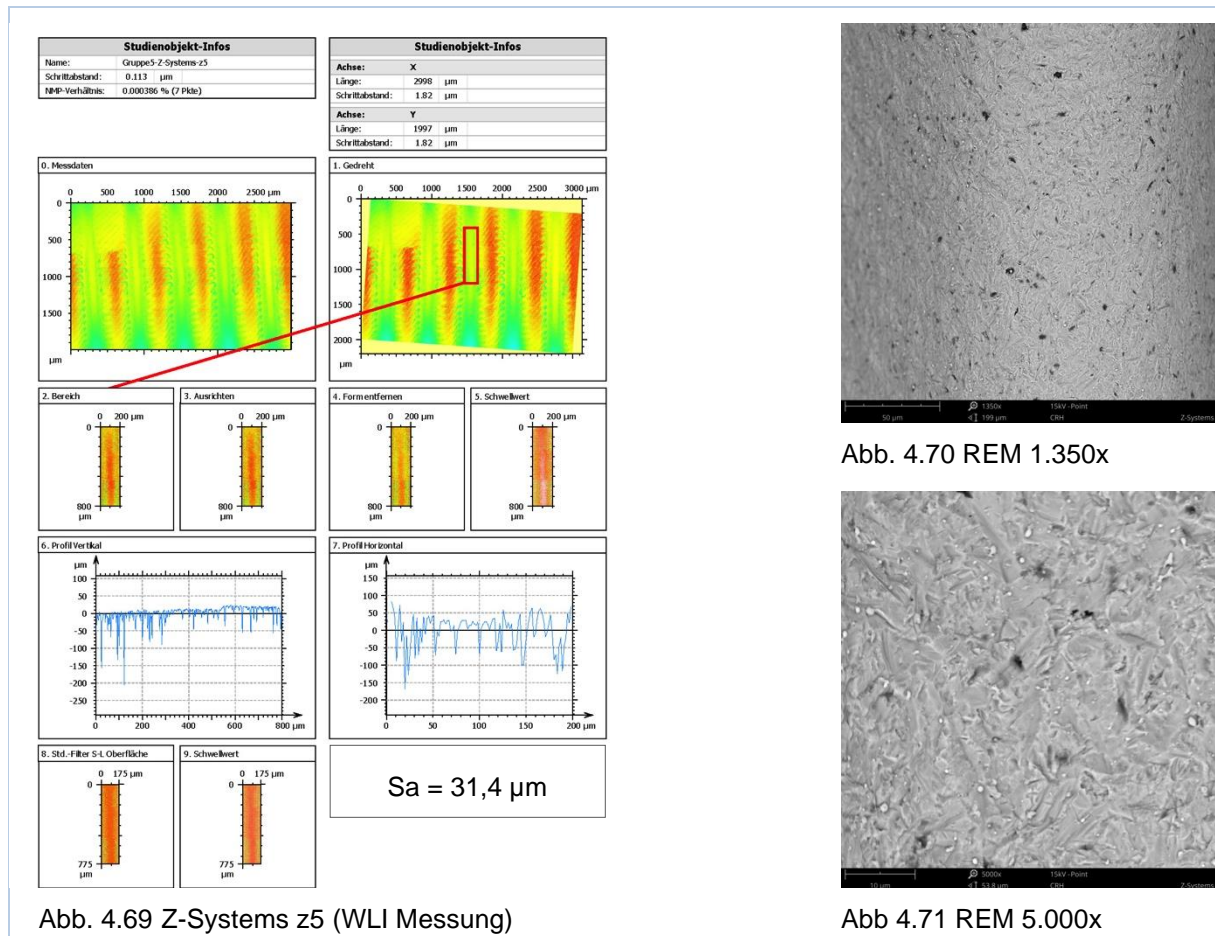 Studienobjekt-Infos
Name: Gruppe5-Z-Systems-z5
Schrittabstand: 0.113 µm
NMP-Verhältnis: 0.000386 % (7 Pkte)
Studienobjekt-Infos
Achse: X
Länge: 2998 µm
Schrittabstand: 1.82 µm
Achse: Y
Länge: 1997 µm
Schrittabstand: 1.82 µm
0. Messdaten
0 500 1000 1500 2000 2500 µm
0
500
1000
1500
µm
1. Gedreht
0 500 1000 1500 2000 2500 3000 µm
0
500
1000
1500
2000
µm
2. Bereich
0 200 µm
0
800
µm
3. Ausrichten
0 200 µm
0
800
µm
4. Formentfernen
0 200 µm
0
800
µm
5. Schwellwert
0 200 µm
0
800
µm
6. Profil Vertikal
µm
100
50
0
-50
-100
-150
-200
-250
0 200 400 600 800 µm
7. Profil Horizontal
µm
150
100
50
0
-50
-100
-150
-200
0 50 100 150 200 µm
8. Std.-Filter S-L Oberfläche
0 175 µm
0
775
µm
9. Schwellwert
0 175 µm
0
775
µm
Sa = 31,4 µm
Abb. 4.69 Z-Systems z5 (WLI Messung)
50 µm
1350x
199 µm
15kV -Point
CRH
Z-Systems
Abb. 4.70 REM 1.350x
10 µm
5000x
53.8 µm
15kV -Point
CRH
Z-Systems
Abb 4.71 REM 5.000x